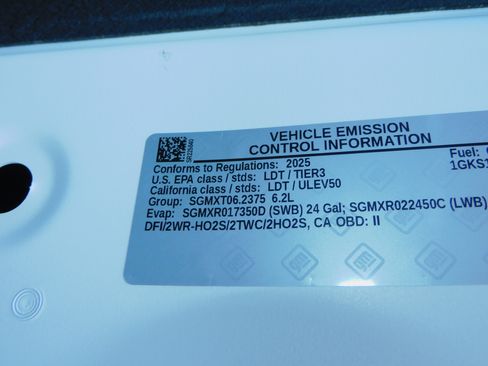 VEHICLE EMISSION
CONTROL INFORMATION
Conforms to Regulations: 2025
Fuel:
U.S. EPA class / stds: LDT / TIER3
1GKS1
California class / stds: LDT / ULEV50
Group: SGMXT06.2375 6.2L
Evap: SGMXR017350D (SWB) 24 Gal; SGMXR022450C (LWB)
DFI/2WR-HO2S/2TWC/2HO2S, CA OBD: II